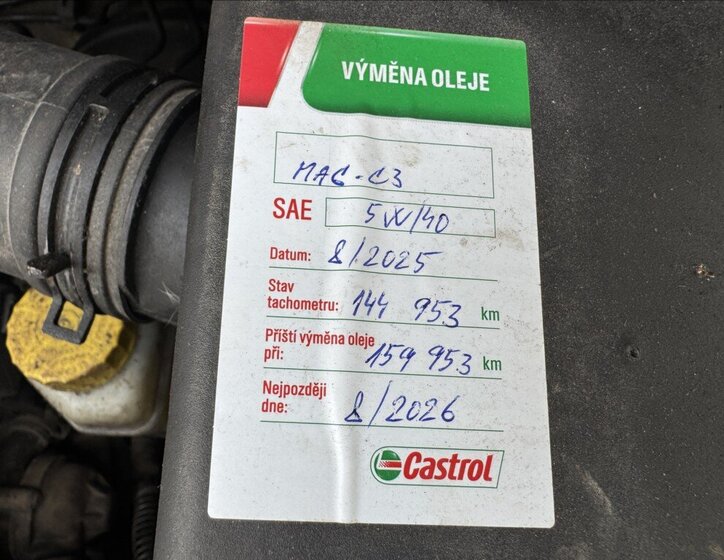 VÝMĚNA OLEJE
MAG-C3
SAE 5W/40
Datum: 8/2025
Stav
tachometru: 144 953 km
Příští výměna oleje
při: 159 953 km
Nejpozději
dne: 8/2026
Castrol